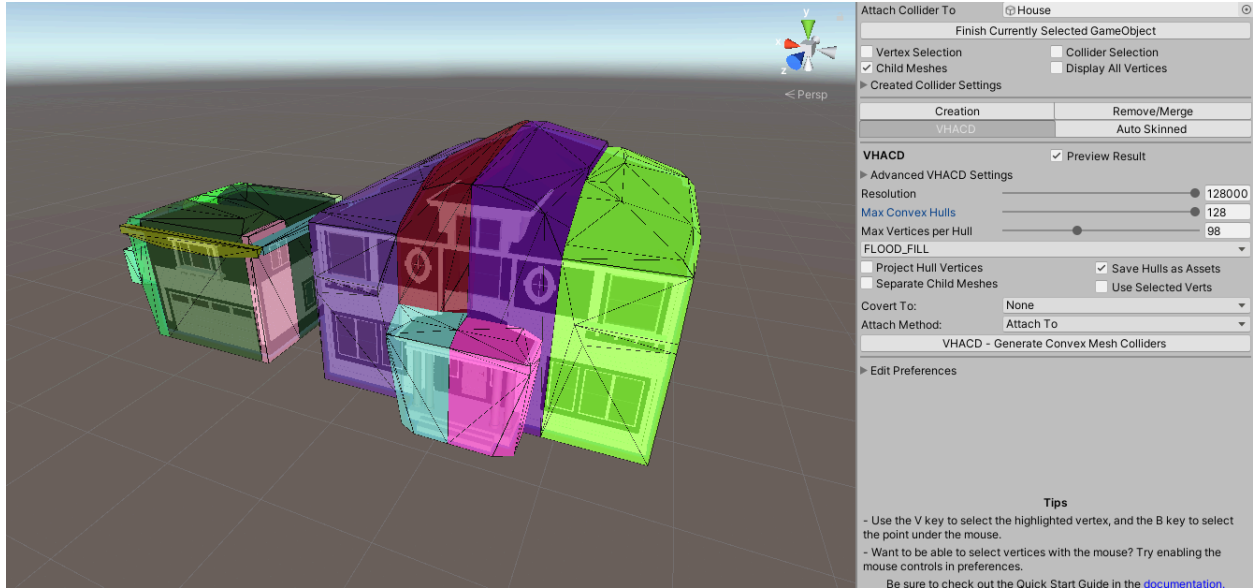 Attach Collider To House
Finish Currently Selected GameObject
Vertex Selection Collider Selection
Child Meshes Display All Vertices
Created Collider Settings
Creation Remove/Merge
VHACD Auto Skinned
VHACD Preview Result
Advanced VHACD Settings
Resolution 128000
Max Convex Hulls 128
Max Vertices per Hull 98
FLOOD_FILL
Project Hull Vertices Save Hulls as Assets
Separate Child Meshes Use Selected Verts
Covert To: None
Attach Method: Attach To
VHACD - Generate Convex Mesh Colliders
Edit Preferences
Tips
- Use the V key to select the highlighted vertex, and the B key to select
the point under the mouse.
- Want to be able to select vertices with the mouse? Try enabling the
mouse controls in preferences.
Be sure to check out the Quick Start Guide in the documentation.
y
x
z
< Persp